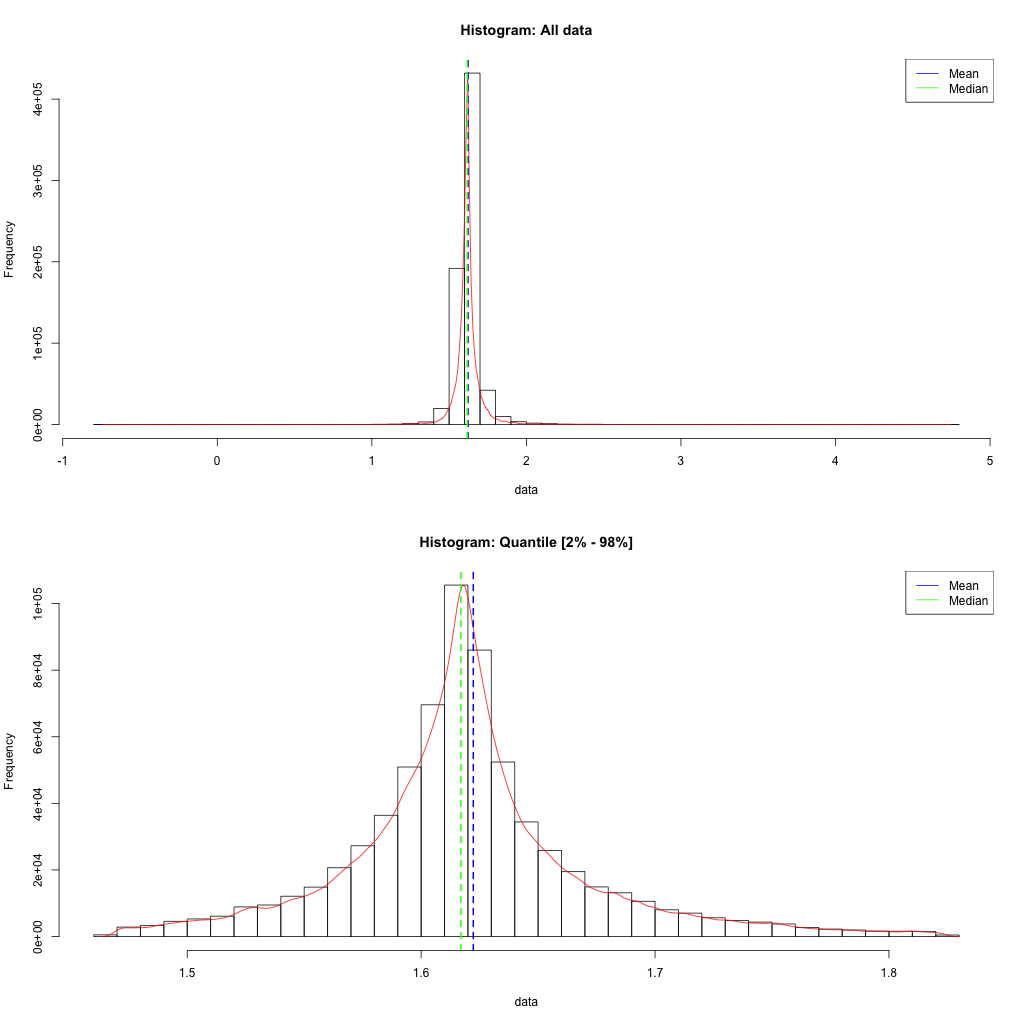 Histogram: All data
Mean
Median
Frequency
4e+05
3e+05
2e+05
1e+05
0e+00
-1 0 1 2 3 4 5
data
Histogram: Quantile [2% - 98%]
Mean
Median
Frequency
1e+05
8e+04
6e+04
4e+04
2e+04
0e+00
1.5 1.6 1.7 1.8
data